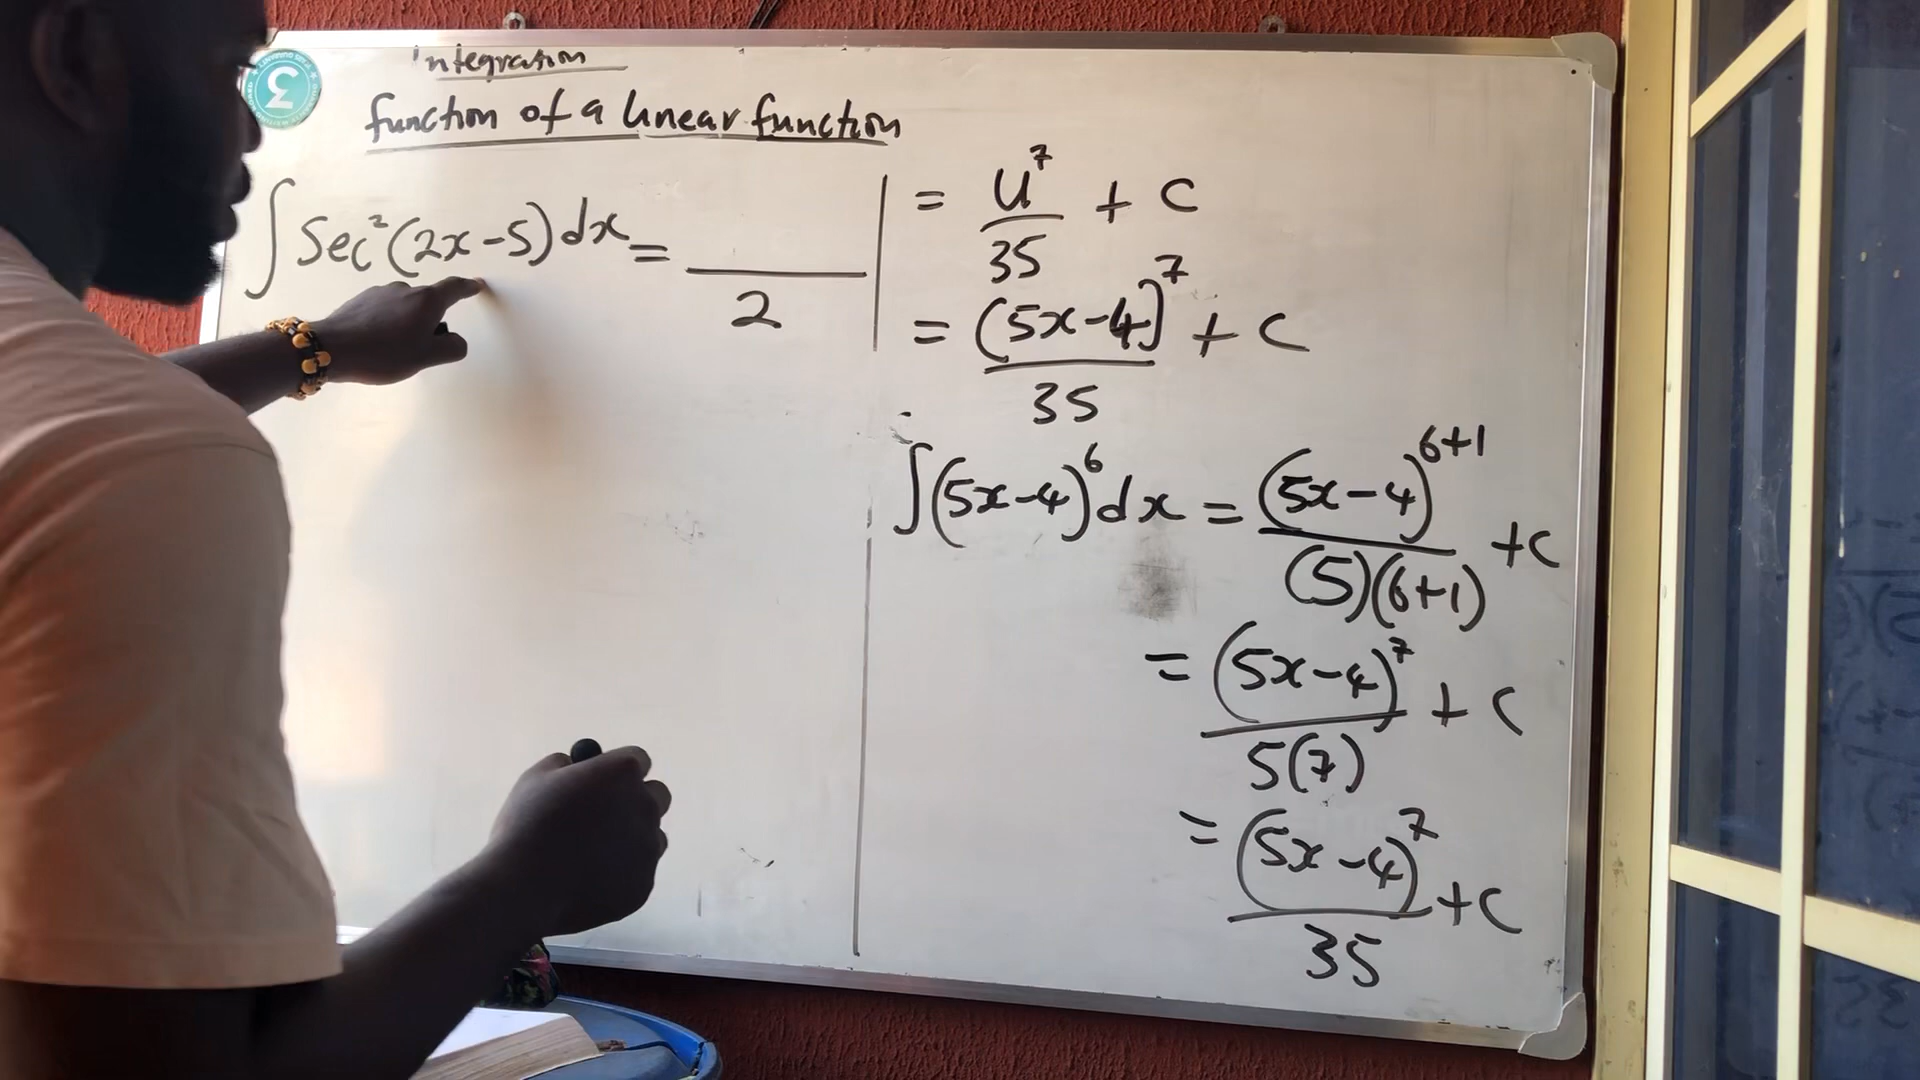 Integration
function of a linear function
∫ Sec²(2x-5) dx = ___/2
= u⁷/35 + C
= (5x-4)⁷/35 + C
∫(5x-4)⁶ dx = (5x-4)⁶⁺¹/(5)(6+1) + C
= (5x-4)⁷/5(7) + C
= (5x-4)⁷/35 + C